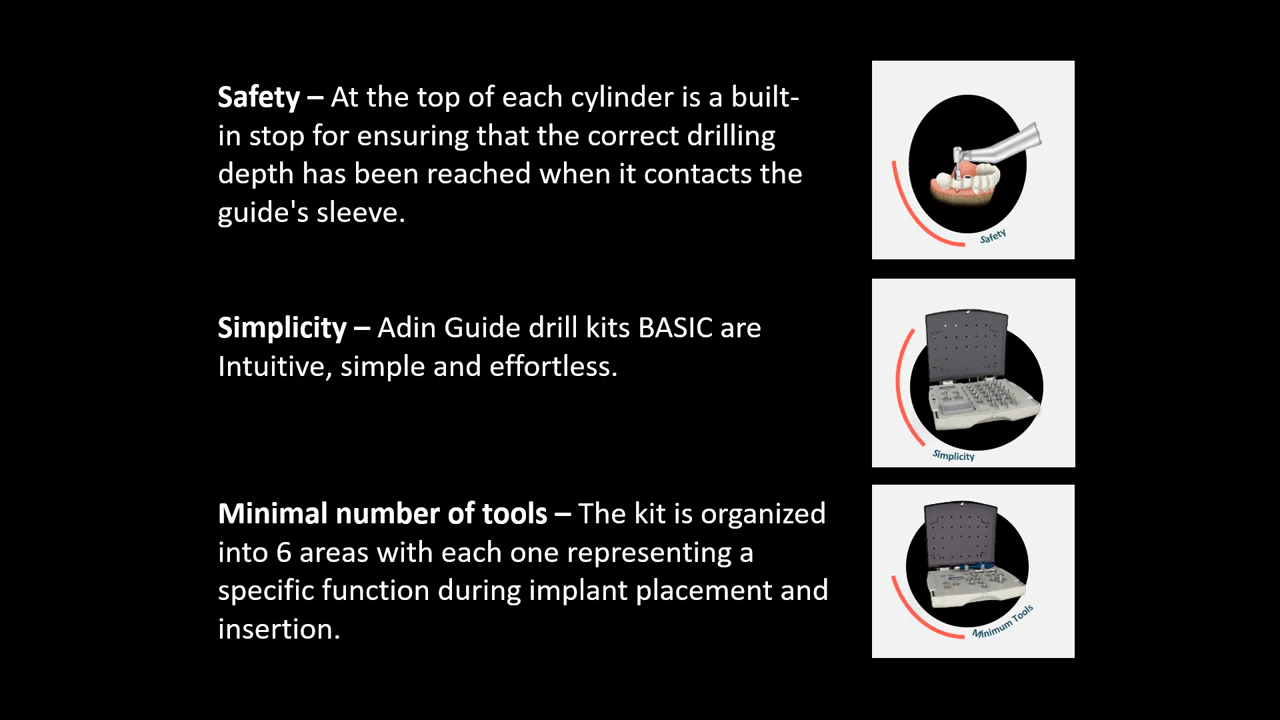 Safety – At the top of each cylinder is a built-
in stop for ensuring that the correct drilling
depth has been reached when it contacts the
guide's sleeve.
Safety
Simplicity – Adin Guide drill kits BASIC are
Intuitive, simple and effortless.
Simplicity
Minimal number of tools – The kit is organized
into 6 areas with each one representing a
specific function during implant placement and
insertion.
Minimum Tools